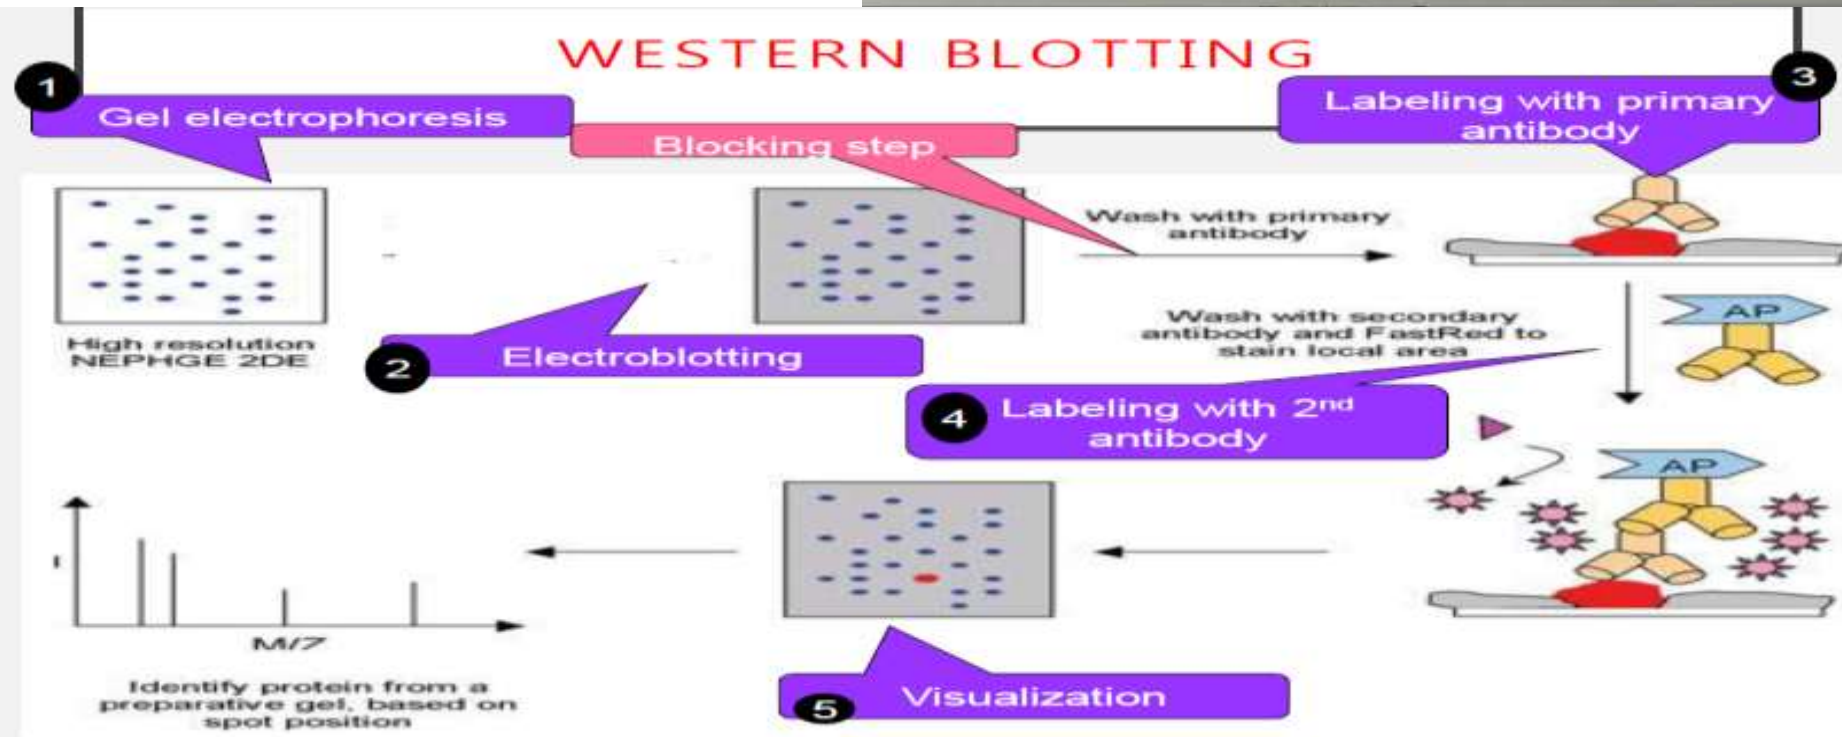 WESTERN BLOTTING
1
Gel electrophoresis
Blocking step
3
Labeling with primary
antibody
Wash with primary
antibody
High resolution
NEPHGE 2DE
2
Electroblotting
Wash with secondary
antibody and FastRed to
stain local area
AP
4
Labeling with 2nd
antibody
AP
M/Z
Identify protein from a
preparative gel, based on
spot position
5
Visualization